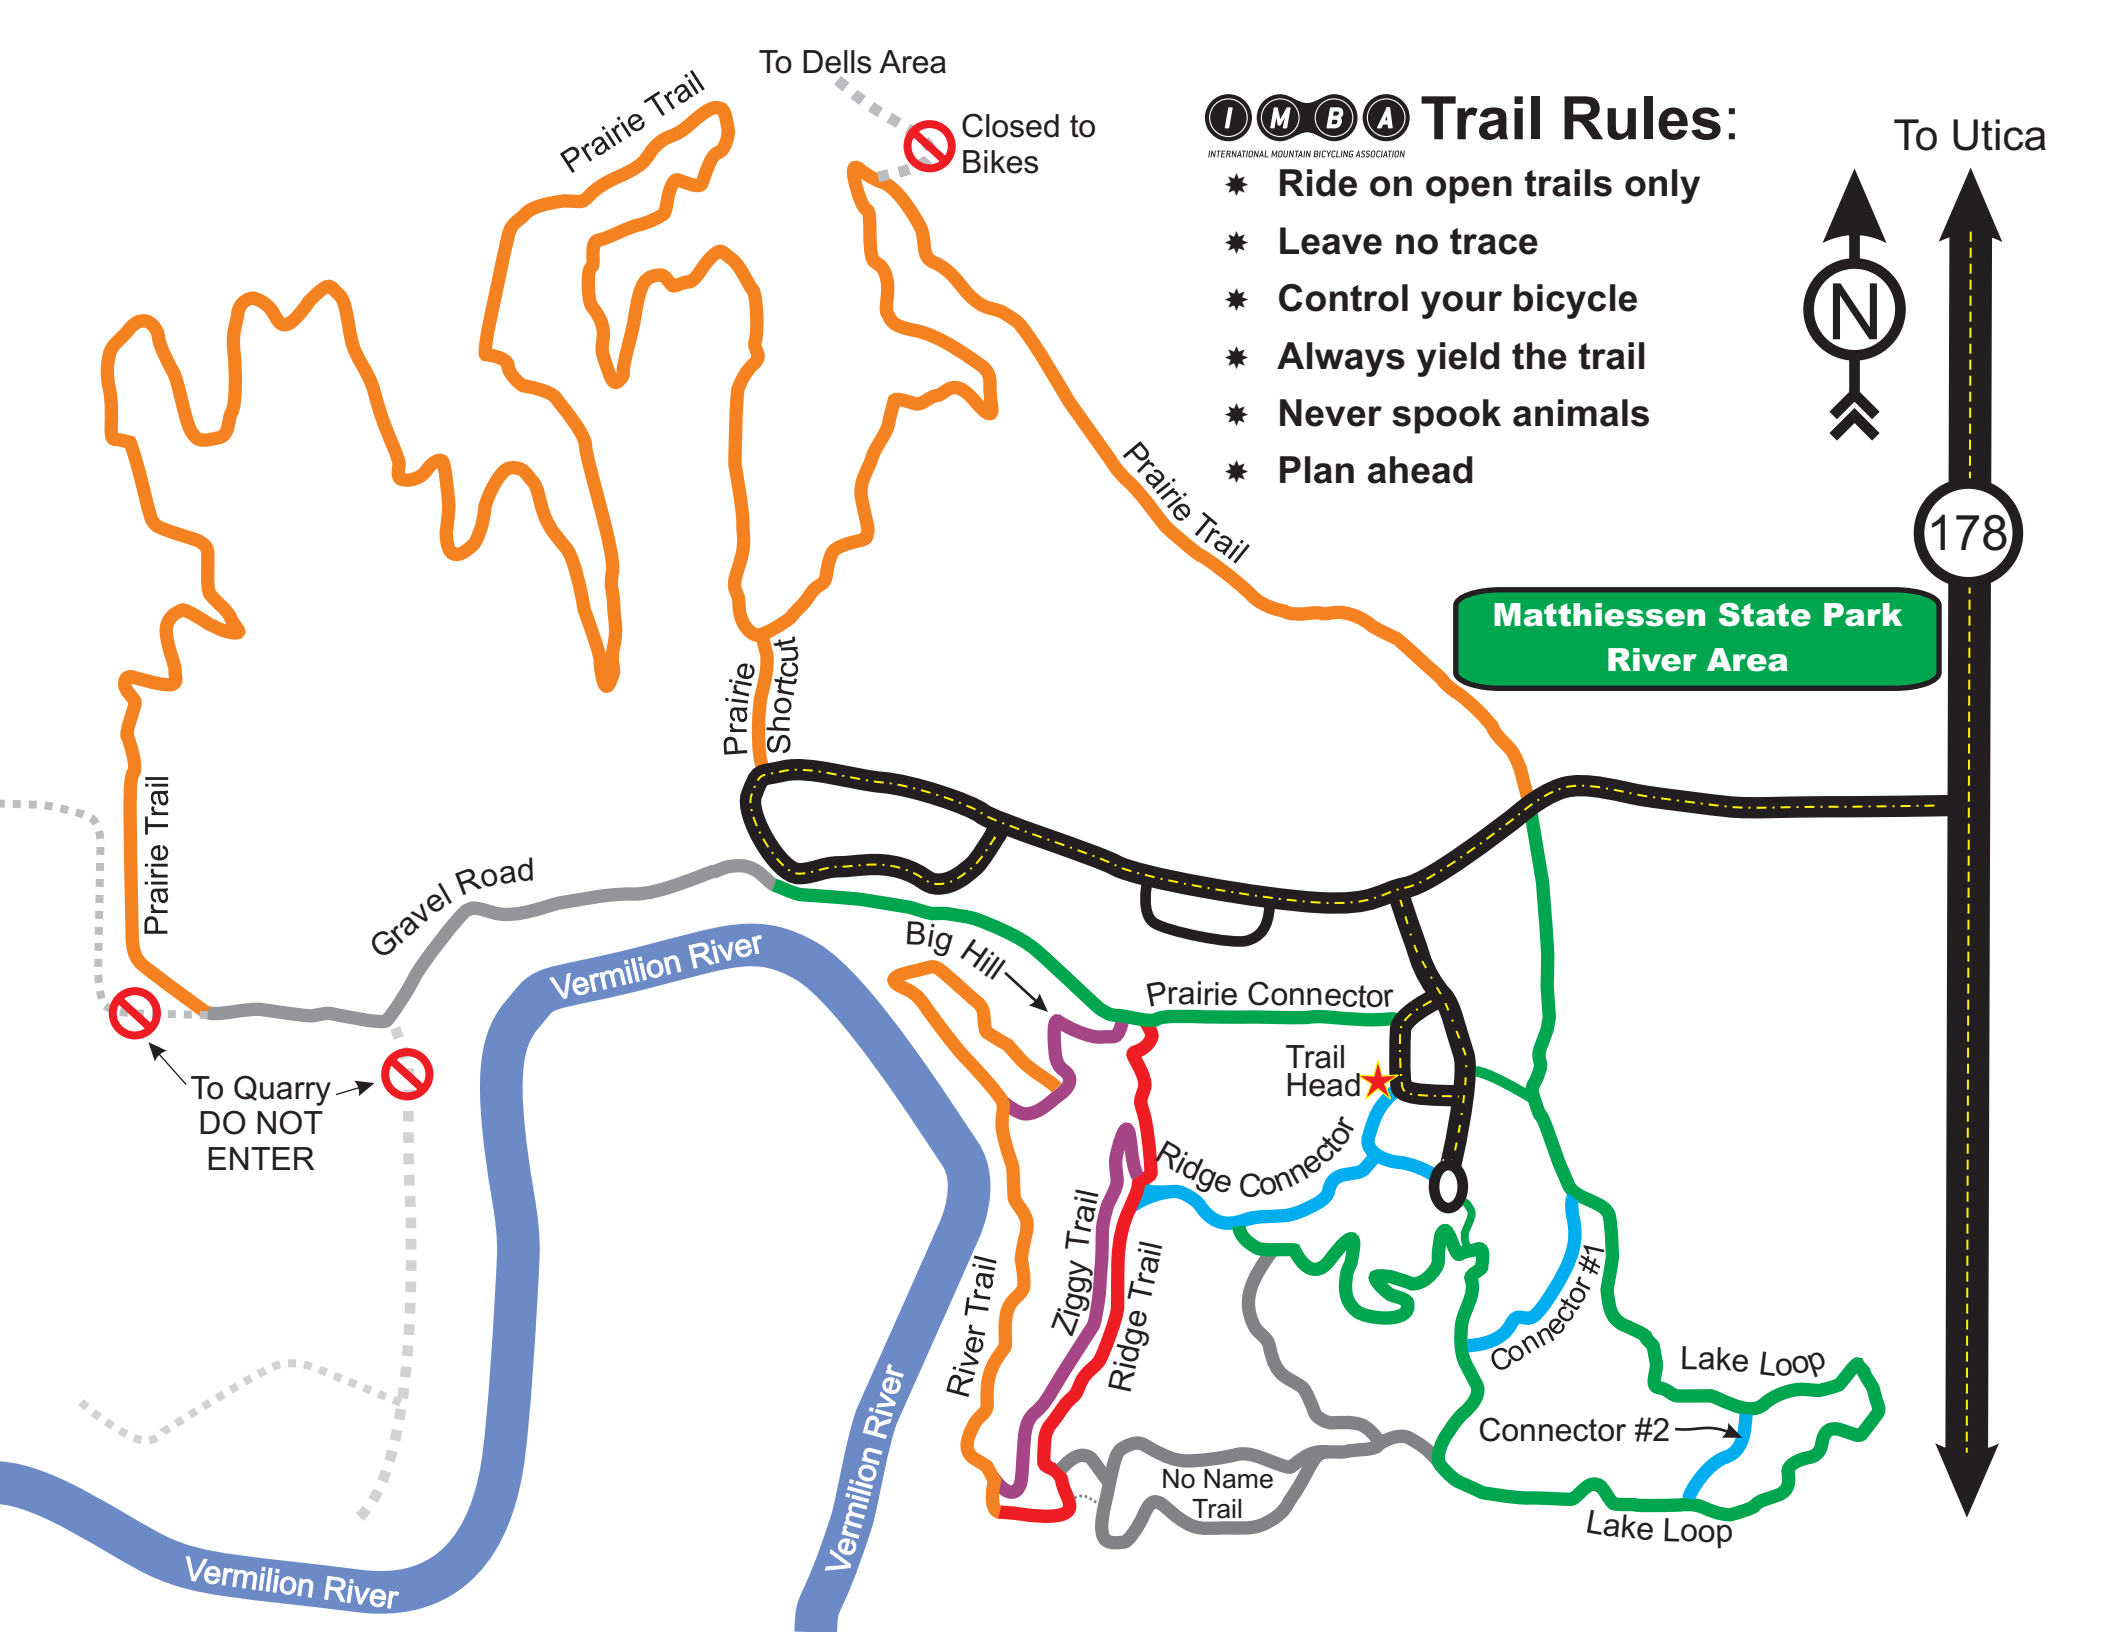 To Dells Area
Closed to
Bikes
Prairie Trail
I M B A Trail Rules:
INTERNATIONAL MOUNTAIN BICYCLING ASSOCIATION
Ride on open trails only
Leave no trace
Control your bicycle
Always yield the trail
Never spook animals
Plan ahead
To Utica
N
178
Prairie Trail
Matthiessen State Park
River Area
Prairie
Shortcut
Prairie Trail
Gravel Road
Vermilion River
Big Hill
Prairie Connector
Trail
Head
To Quarry
DO NOT
ENTER
Ridge Connector
Ziggy Trail
Ridge Trail
River Trail
Connector #1
Lake Loop
Connector #2
No Name
Trail
Lake Loop
Vermilion River
Vermilion River